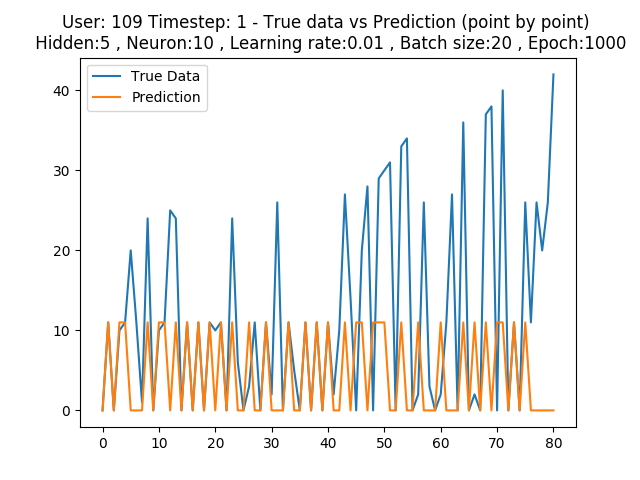 User: 109 Timestep: 1 - True data vs Prediction (point by point)
Hidden:5 , Neuron:10 , Learning rate:0.01 , Batch size:20 , Epoch:1000
True Data
Prediction
40
30
20
10
0
0 10 20 30 40 50 60 70 80